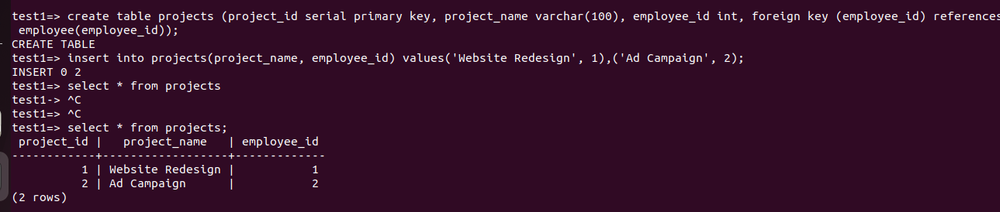 test1=> create table projects (project_id serial primary key, project_name varchar(100), employee_id int, foreign key (employee_id) references
 employee(employee_id));
CREATE TABLE
test1=> insert into projects(project_name, employee_id) values('Website Redesign', 1),('Ad Campaign', 2);
INSERT 0 2
test1=> select * from projects
test1-> ^C
test1=> ^C
test1=> select * from projects;
 project_id |   project_name   | employee_id
------------+------------------+-------------
          1 | Website Redesign |           1
          2 | Ad Campaign      |           2
(2 rows)